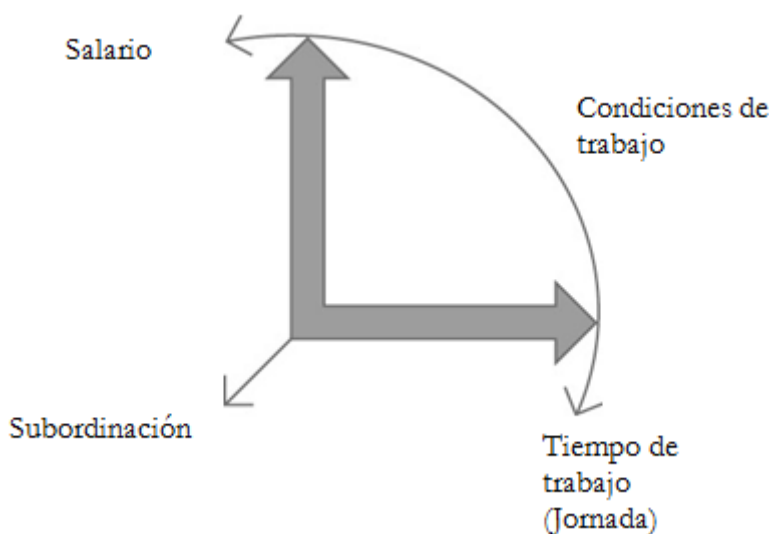 Salario
Condiciones de
trabajo
Subordinación
Tiempo de
trabajo
(Jornada)